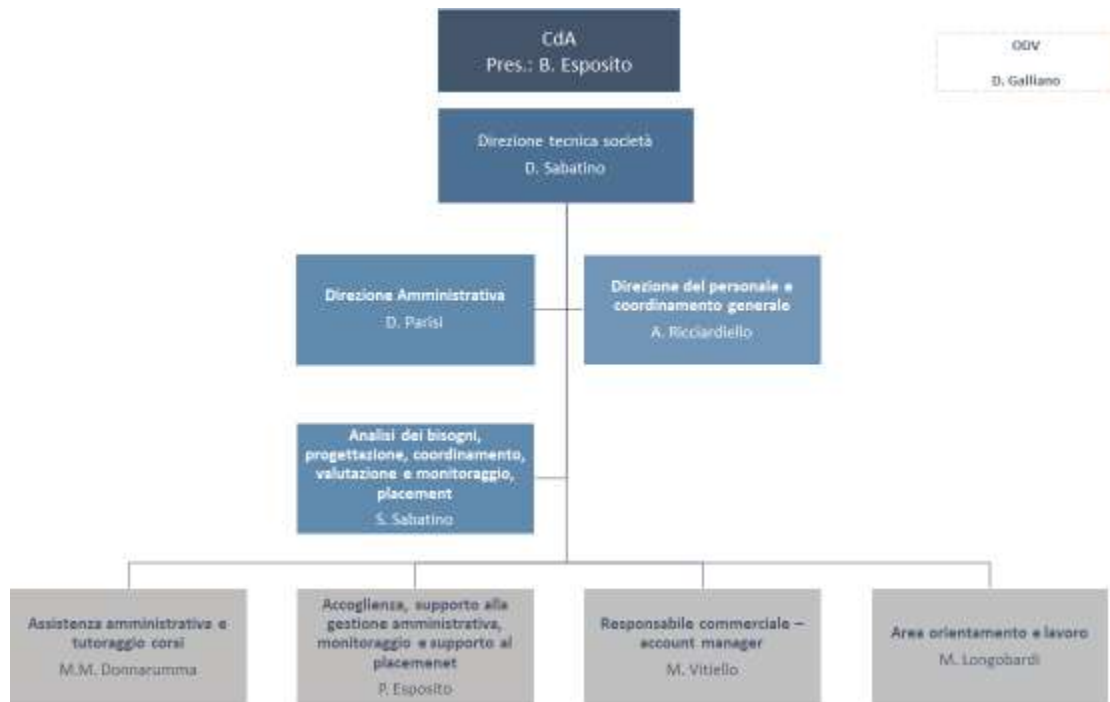 CdA
Pres.: B. Esposito
ODV
D. Galliano
Direzione tecnica società
D. Sabatino
Direzione Amministrativa
D. Parisi
Direzione del personale e
coordinamento generale
A. Ricciardiello
Analisi dei bisogni,
progettazione, coordinamento,
valutazione e monitoraggio,
placement
S. Sabatino
Assistenza amministrativa e
tutoraggio corsi
M.M. Donnarumma
Accoglienza, supporto alla
gestione amministrativa,
monitoraggio e supporto al
placemenet
P. Esposito
Responsabile commerciale –
account manager
M. Vitiello
Area orientamento e lavoro
M. Longobardi